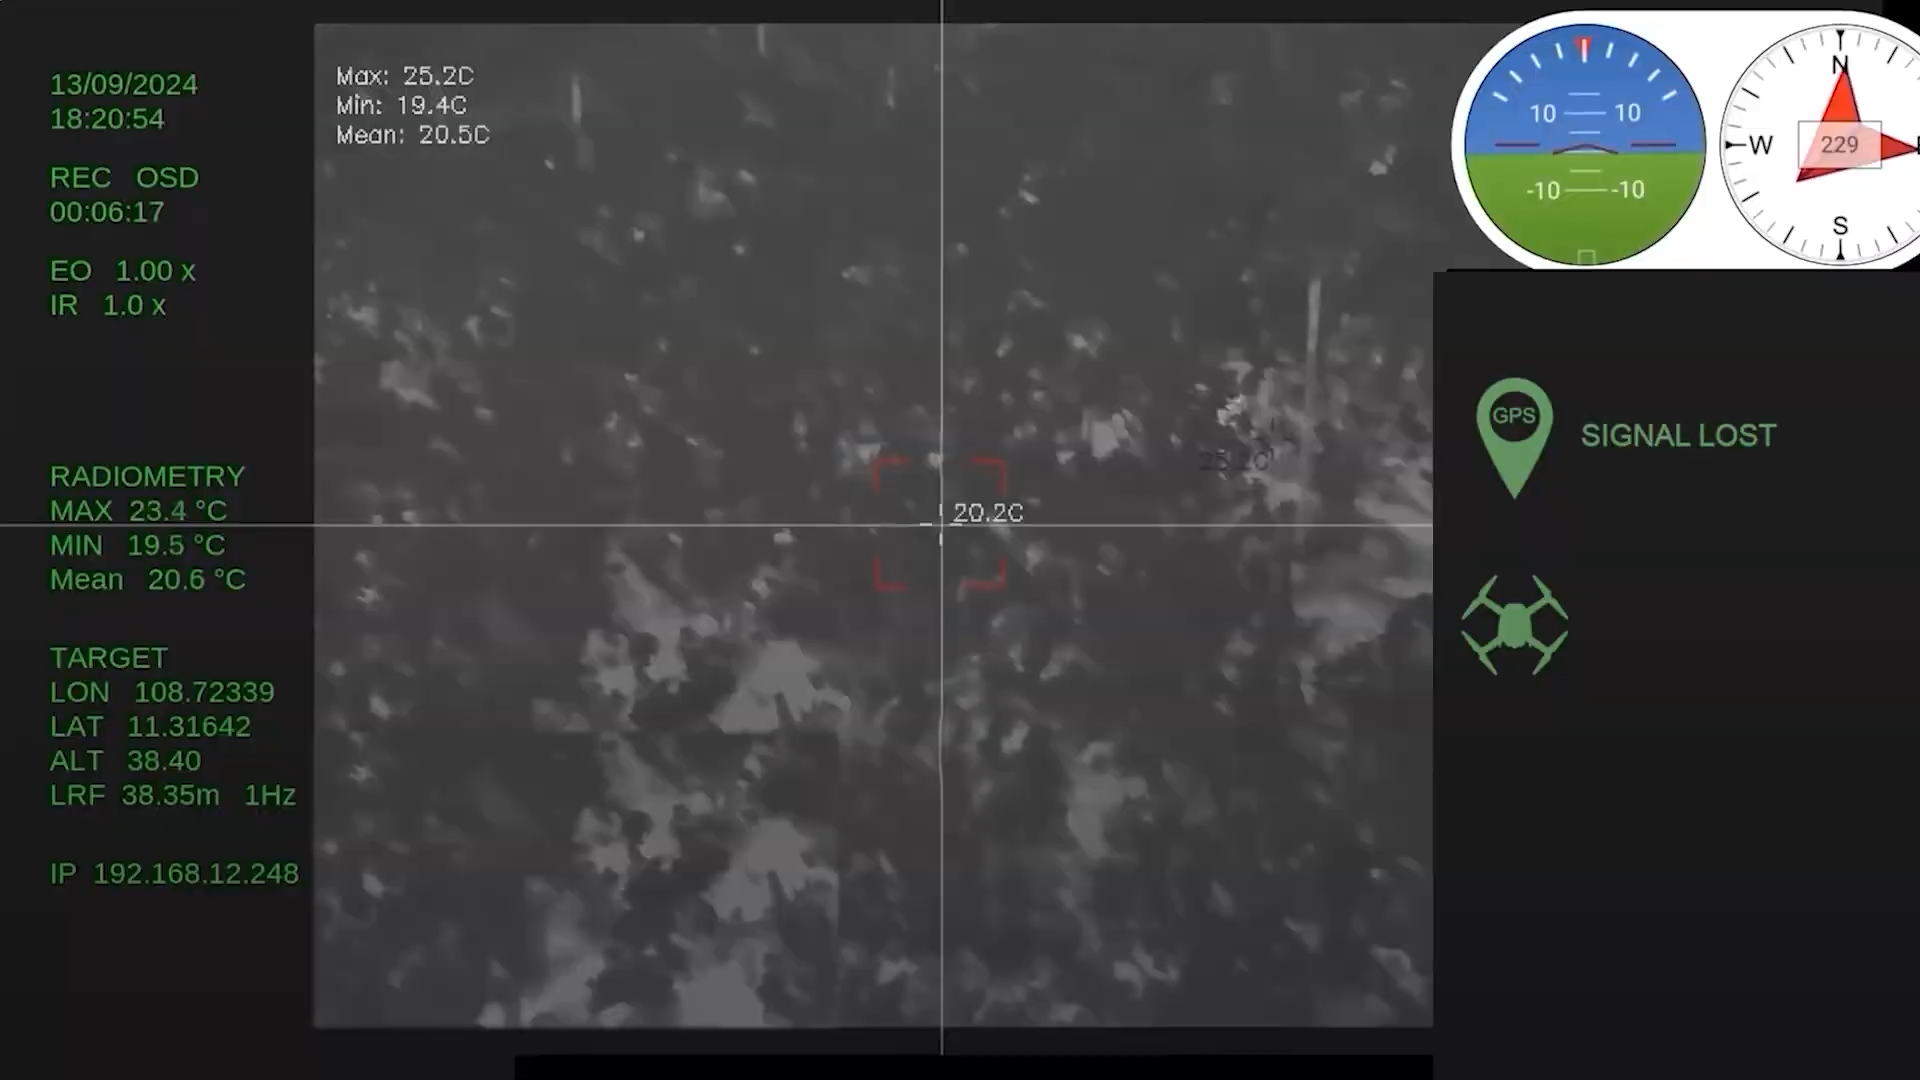 13/09/2024
18:20:54
REC OSD
00:06:17
EO 1.00 x
IR 1.0 x
RADIOMETRY
MAX 23.4 °C
MIN 19.5 °C
Mean 20.6 °C
TARGET
LON 108.72339
LAT 11.31642
ALT 38.40
LRF 38.35m 1Hz
IP 192.168.12.248
Max: 25.2C
Min: 19.4C
Mean: 20.5C
20.2C
10 10
-10 -10
N
W 229
S
GPS SIGNAL LOST